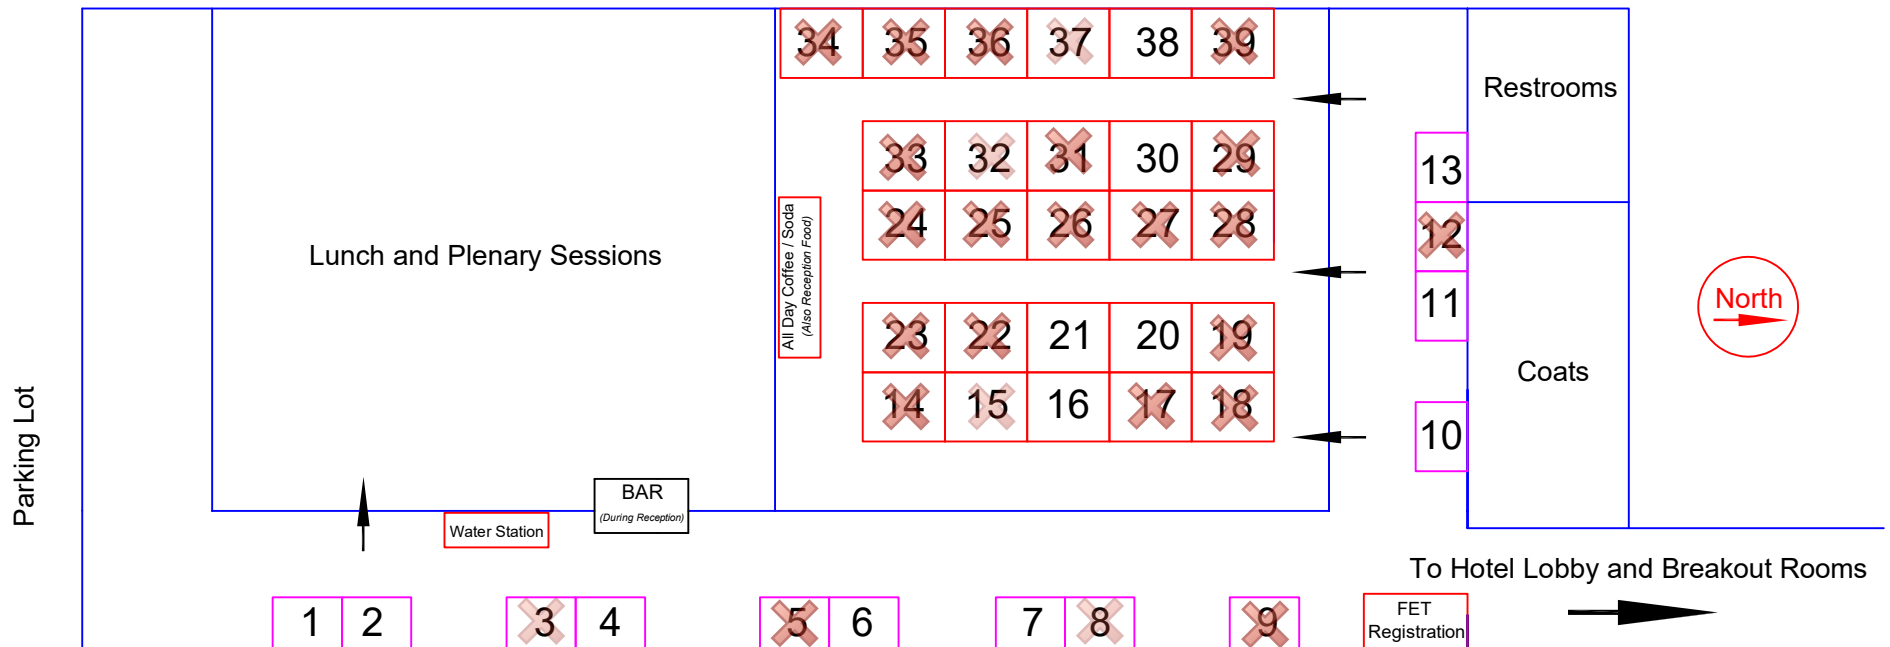 34 35 36 37 38 39
Restrooms
33 32 31 30 29
13
24 25 26 27 28
12
Lunch and Plenary Sessions
All Day Coffee / Soda
(Also Reception Food)
North
11
23 22 21 20 19
Coats
14 15 16 17 18
10
Parking Lot
BAR
(During Reception)
Water Station
To Hotel Lobby and Breakout Rooms
1 2 3 4 5 6 7 8 9
FET
Registration